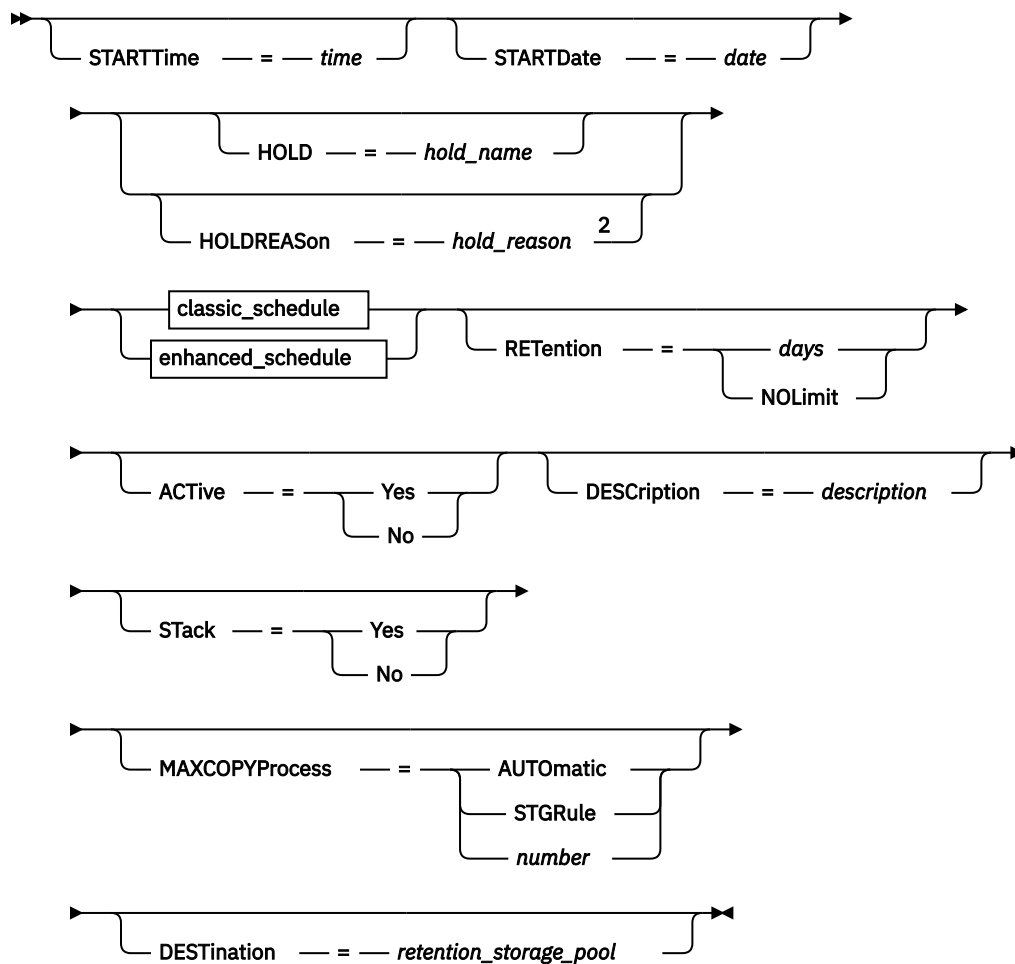 STARTTime = time STARTDate = date
HOLD = hold_name
HOLDREASon = hold_reason 2
classic_schedule
enhanced_schedule
RETention = days
NOLimit
ACTive = Yes
No
DESCription = description
STack = Yes
No
MAXCOPYProcess = AUTOmatic
STGRule
number
DESTination = retention_storage_pool